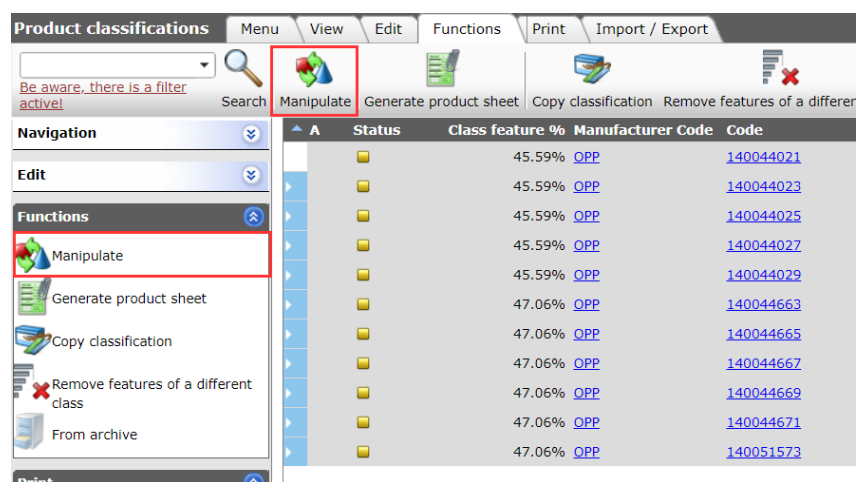 Product classifications Menu View Edit Functions Print Import / Export
Be aware, there is a filter
active!
Search Manipulate Generate product sheet Copy classification Remove features of a differen
Navigation
Edit
Functions
Manipulate
Generate product sheet
Copy classification
Remove features of a different
class
From archive
Print
A Status Class feature % Manufacturer Code Code
45.59% OPP 140044021
45.59% OPP 140044023
45.59% OPP 140044025
45.59% OPP 140044027
45.59% OPP 140044029
47.06% OPP 140044663
47.06% OPP 140044665
47.06% OPP 140044667
47.06% OPP 140044669
47.06% OPP 140044671
47.06% OPP 140051573